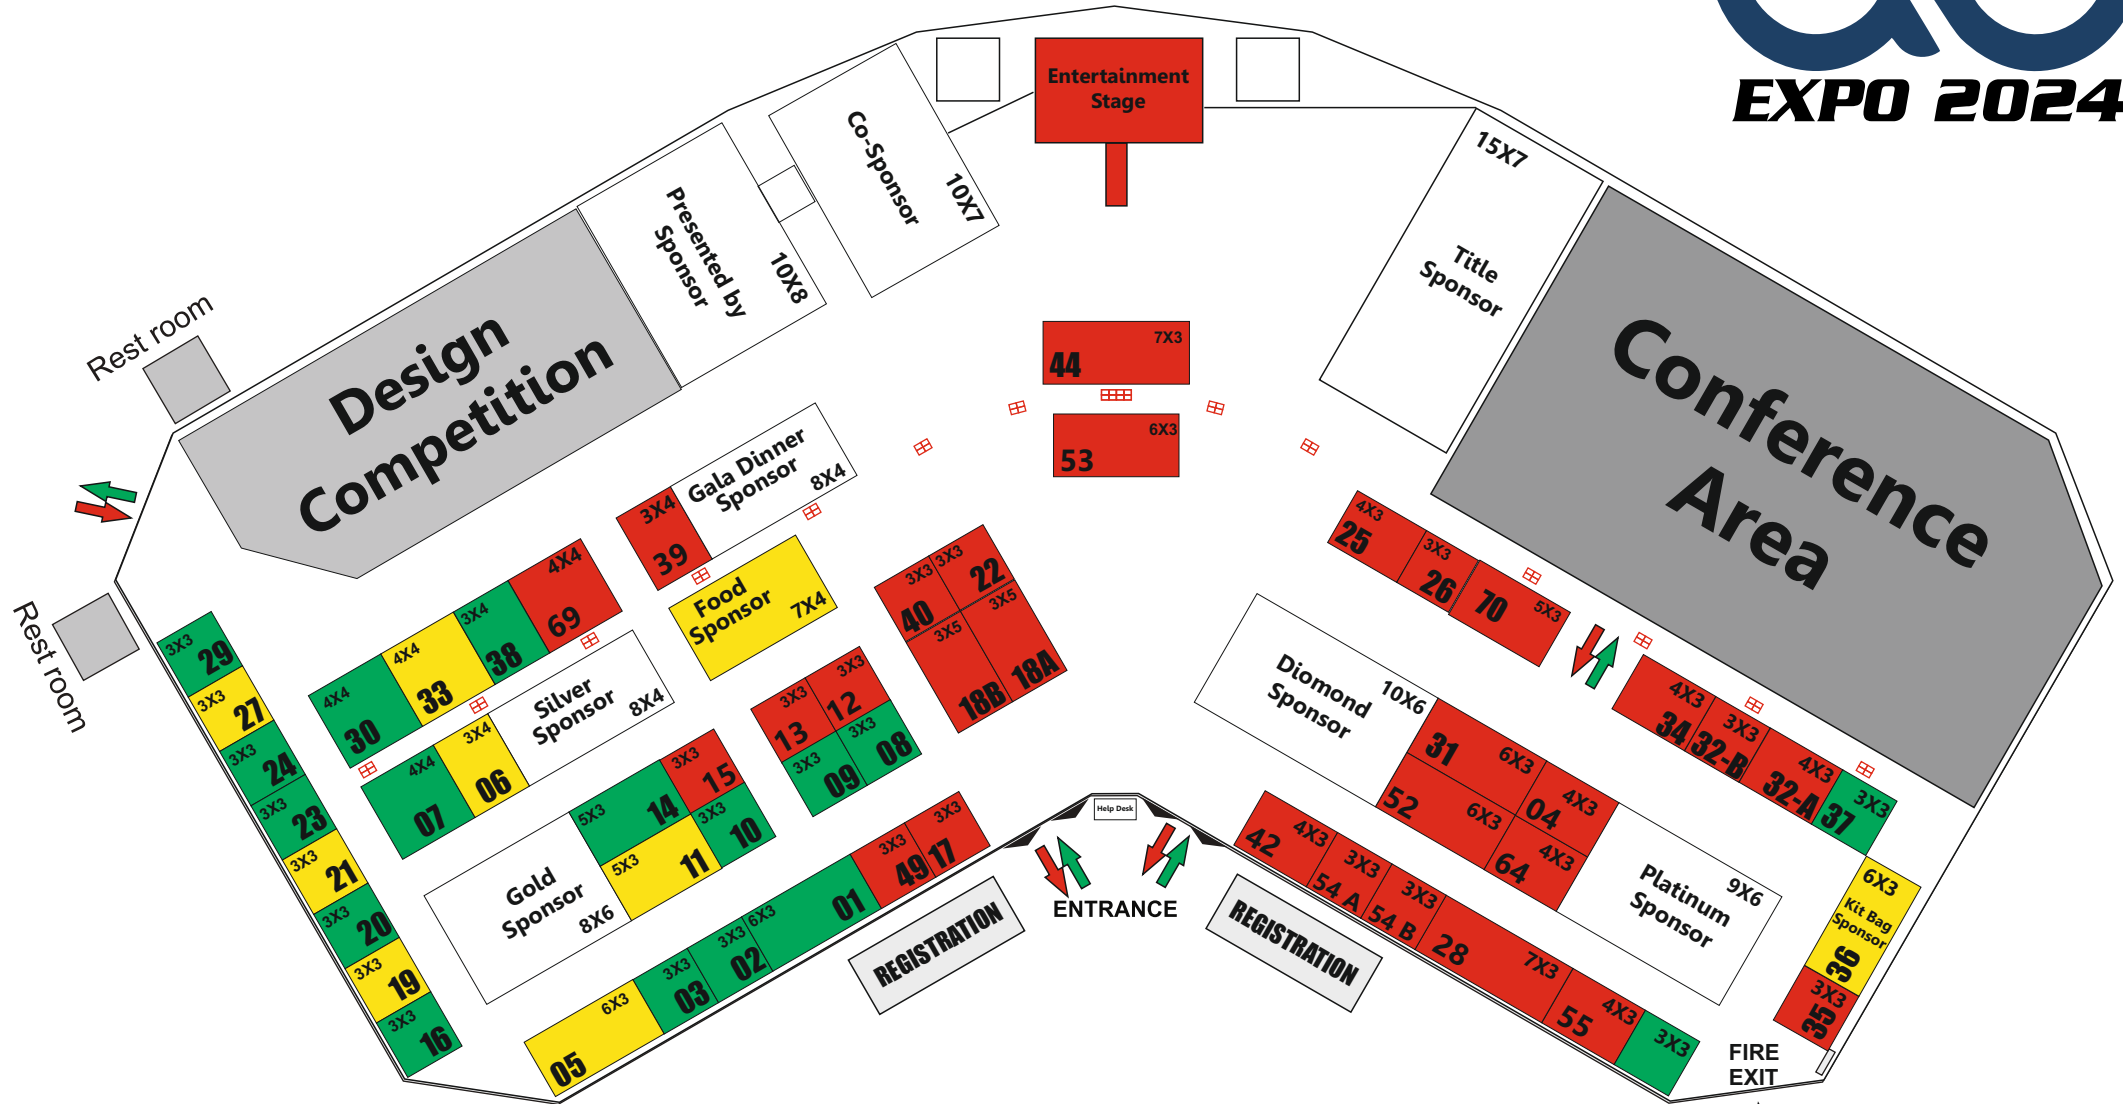 EXPO 2024
Entertainment
Stage
Co-Sponsor
10X7
Presented by
Sponsor
10X8
15X7
Title
Sponsor
Conference
Area
Design
Competition
Rest room
Rest room
44
7X3
53
6X3
Gala Dinner
Sponsor
8X4
3X4
39
Food
Sponsor
7X4
4X4
69
3X4
38
4X4
33
4X4
30
Silver
Sponsor
8X4
3X4
06
4X4
07
3X3
29
3X3
27
3X3
24
3X3
23
3X3
21
3X3
20
3X3
19
3X3
16
3X3
40
3X3
22
3X5
18B
3X5
18A
3X3
13
3X3
12
3X3
09
3X3
08
5X3
14
3X3
15
5X3
11
3X3
10
Gold
Sponsor
8X6
6X3
05
3X3
03
3X3
02
6X3
01
3X3
49
3X3
17
Help Desk
ENTRANCE
REGISTRATION
REGISTRATION
4X3
25
3X3
26
70
5X3
Diomond
Sponsor
10X6
31
6X3
04
4X3
52
6X3
64
4X3
Platinum
Sponsor
9X6
4X3
34
3X3
32-B
4X3
32-A
3X3
37
6X3
Kit Bag
Sponsor
36
3X3
35
42
4X3
3X3
54 A
3X3
54 B
28
7X3
55
4X3
3X3
FIRE
EXIT